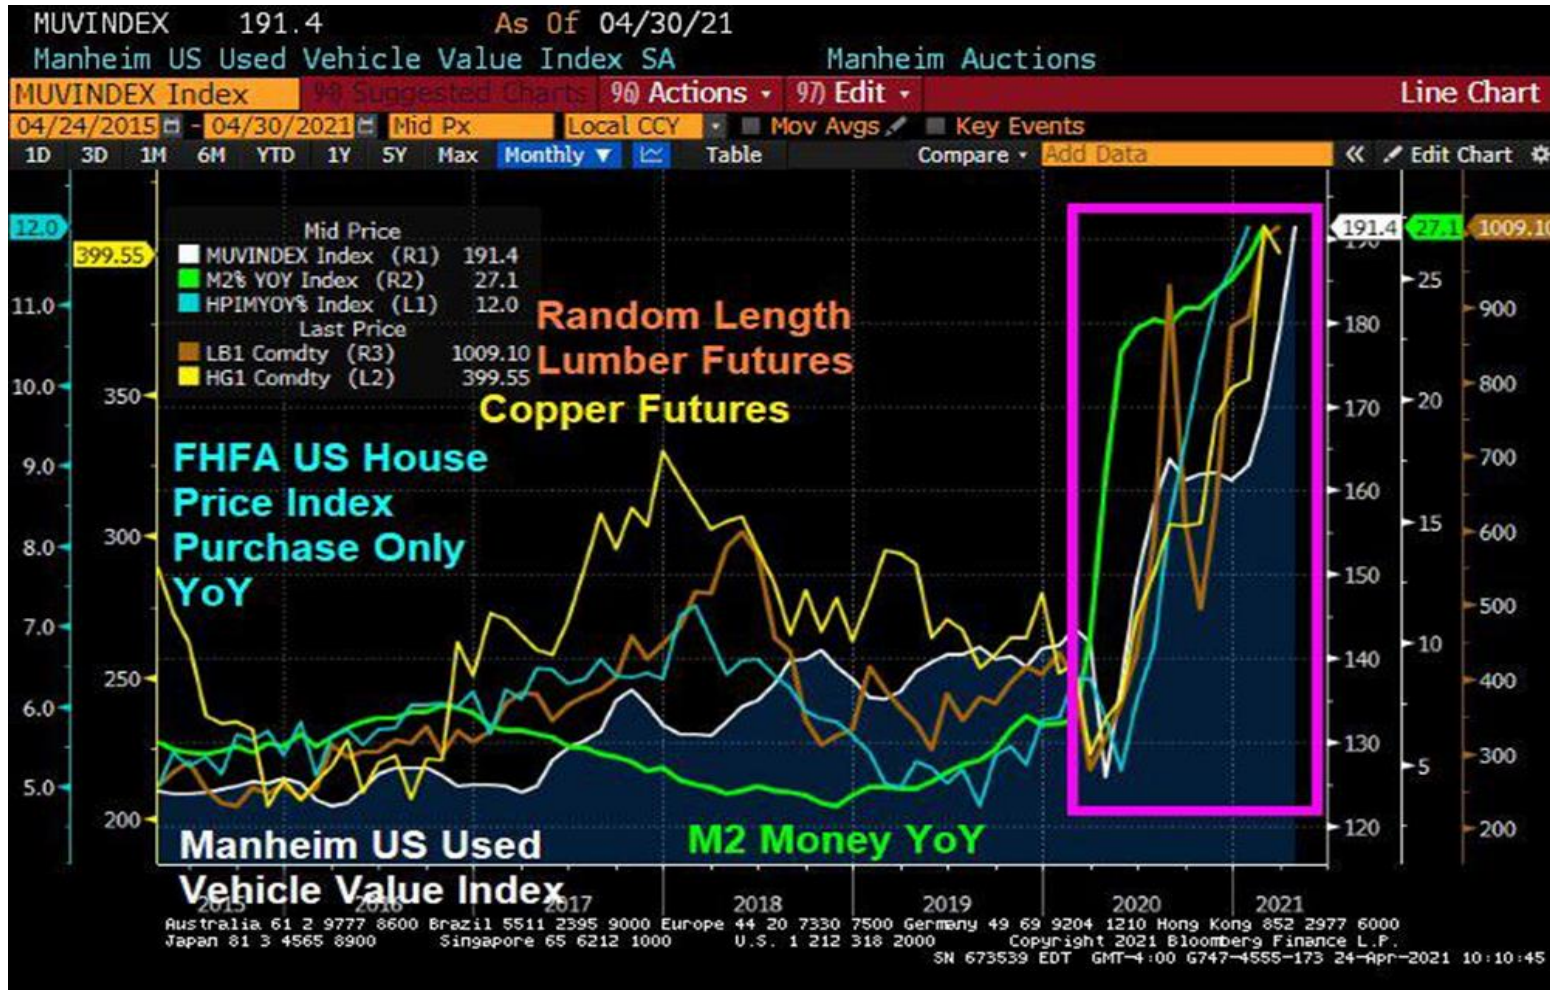 MUVINDEX 191.4 As Of 04/30/21
Manheim US Used Vehicle Value Index SA Manheim Auctions
MUVINDEX Index 98) Suggested Charts 96) Actions 97) Edit Line Chart
04/24/2015 - 04/30/2021 Mid Px Local CCY Mov Avgs Key Events
1D 3D 1M 6M YTD 1Y 5Y Max Monthly ▼ Table Compare Add Data « Edit Chart
12.0
11.0
10.0
9.0
8.0
7.0
6.0
5.0
399.55
350
300
250
200
Mid Price
MUVINDEX Index (R1) 191.4
M2% YOY Index (R2) 27.1
HPIMYOY% Index (L1) 12.0
Last Price
LB1 Comdty (R3) 1009.10
HG1 Comdty (L2) 399.55
Random Length
Lumber Futures
Copper Futures
FHFA US House
Price Index
Purchase Only
YoY
Manheim US Used
Vehicle Value Index
M2 Money YoY
191.4
190
180
170
160
150
140
130
120
27.1
25
20
15
10
5
1009.10
900
800
700
600
500
400
300
200
2015 2016 2017 2018 2019 2020 2021
Australia 61 2 9777 8600 Brazil 5511 2395 9000 Europe 44 20 7330 7500 Germany 49 69 9204 1210 Hong Kong 852 2977 6000
Japan 81 3 4565 8900 Singapore 65 6212 1000 U.S. 1 212 318 2000 Copyright 2021 Bloomberg Finance L.P.
SN 673539 EDT GMT-4:00 G747-4555-173 24-Apr-2021 10:10:45